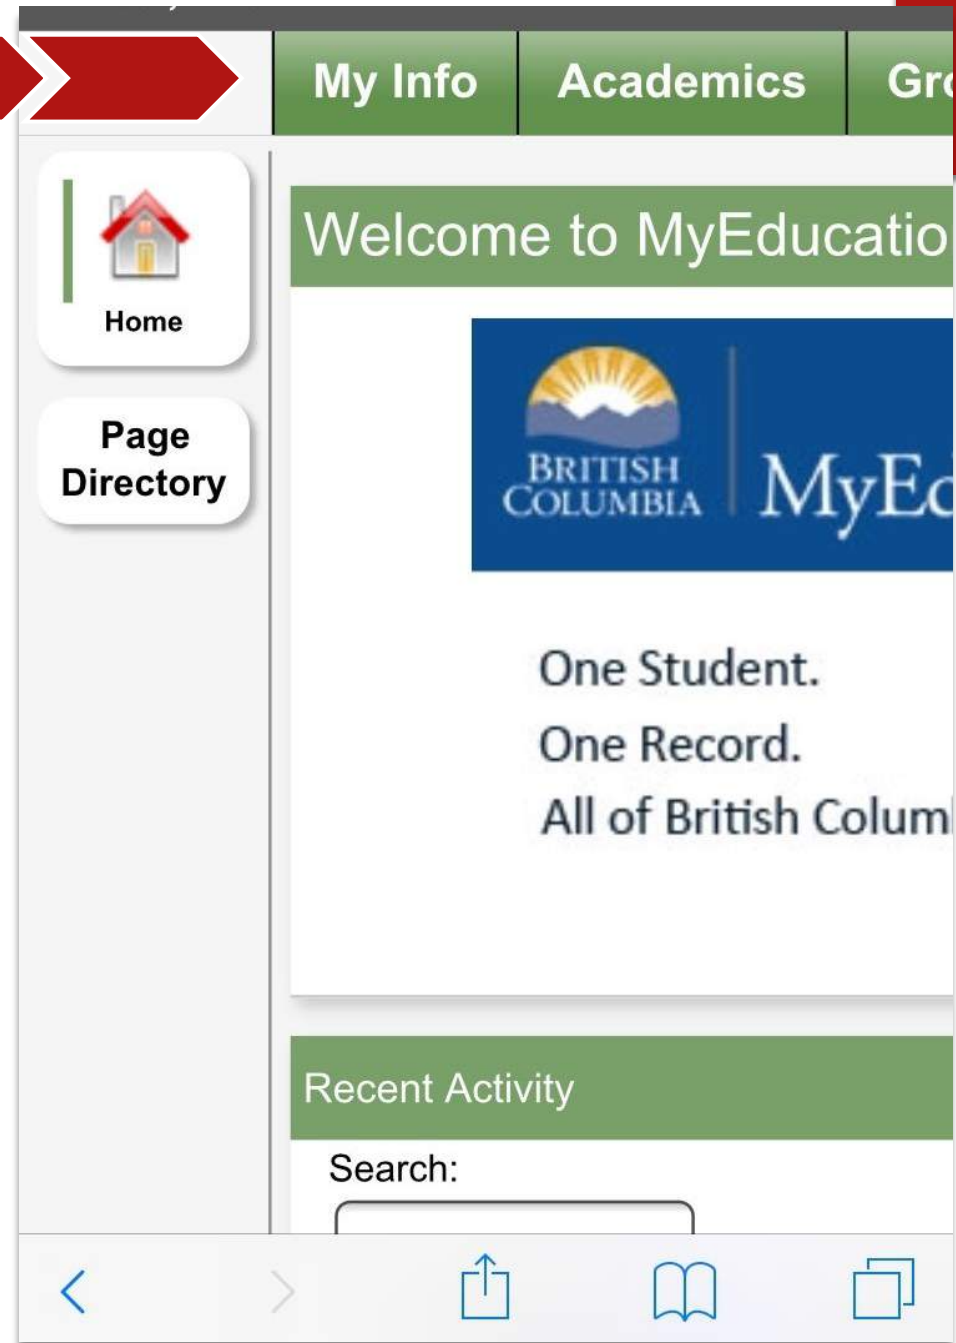 My Info
Academics
Gro
Welcome to MyEducatio
Home
Page
Directory
BRITISH
COLUMBIA
MyEd
One Student.
One Record.
All of British Colum
Recent Activity
Search: